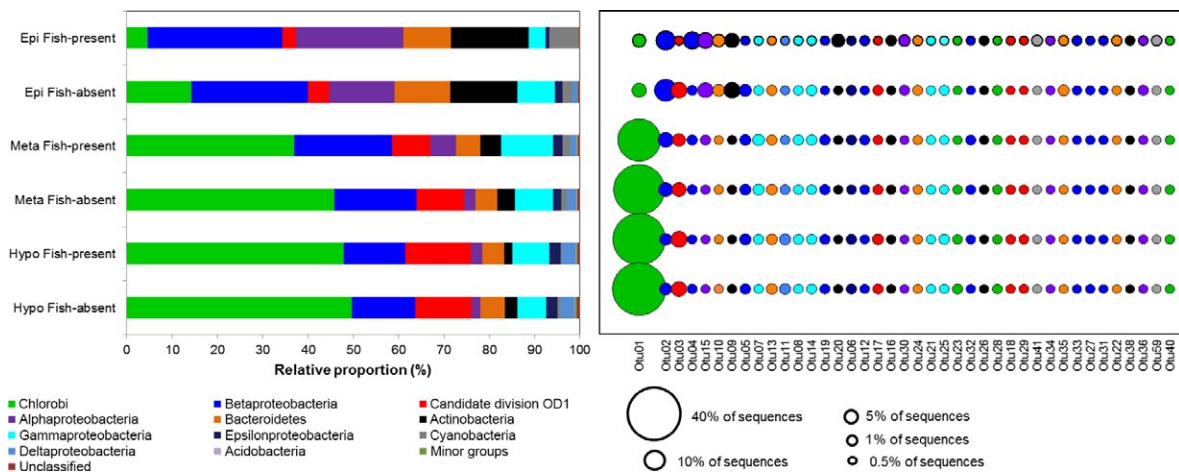 Epi Fish-present
Epi Fish-absent
Meta Fish-present
Meta Fish-absent
Hypo Fish-present
Hypo Fish-absent
0 10 20 30 40 50 60 70 80 90 100
Relative proportion (%)
Chlorobi Betaproteobacteria Candidate division OD1
Alphaproteobacteria Bacteroidetes Actinobacteria
Gammaproteobacteria Epsilonproteobacteria Cyanobacteria
Deltaproteobacteria Acidobacteria Minor groups
Unclassified
Otu01 Otu02 Otu03 Otu04 Otu15 Otu10 Otu09 Otu05 Otu07 Otu13 Otu11 Otu08 Otu14 Otu19 Otu20 Otu06 Otu12 Otu17 Otu16 Otu30 Otu24 Otu21 Otu25 Otu23 Otu32 Otu26 Otu28 Otu18 Otu29 Otu41 Otu34 Otu35 Otu33 Otu27 Otu31 Otu22 Otu38 Otu36 Otu59 Otu40
40% of sequences 5% of sequences
1% of sequences
10% of sequences 0.5% of sequences